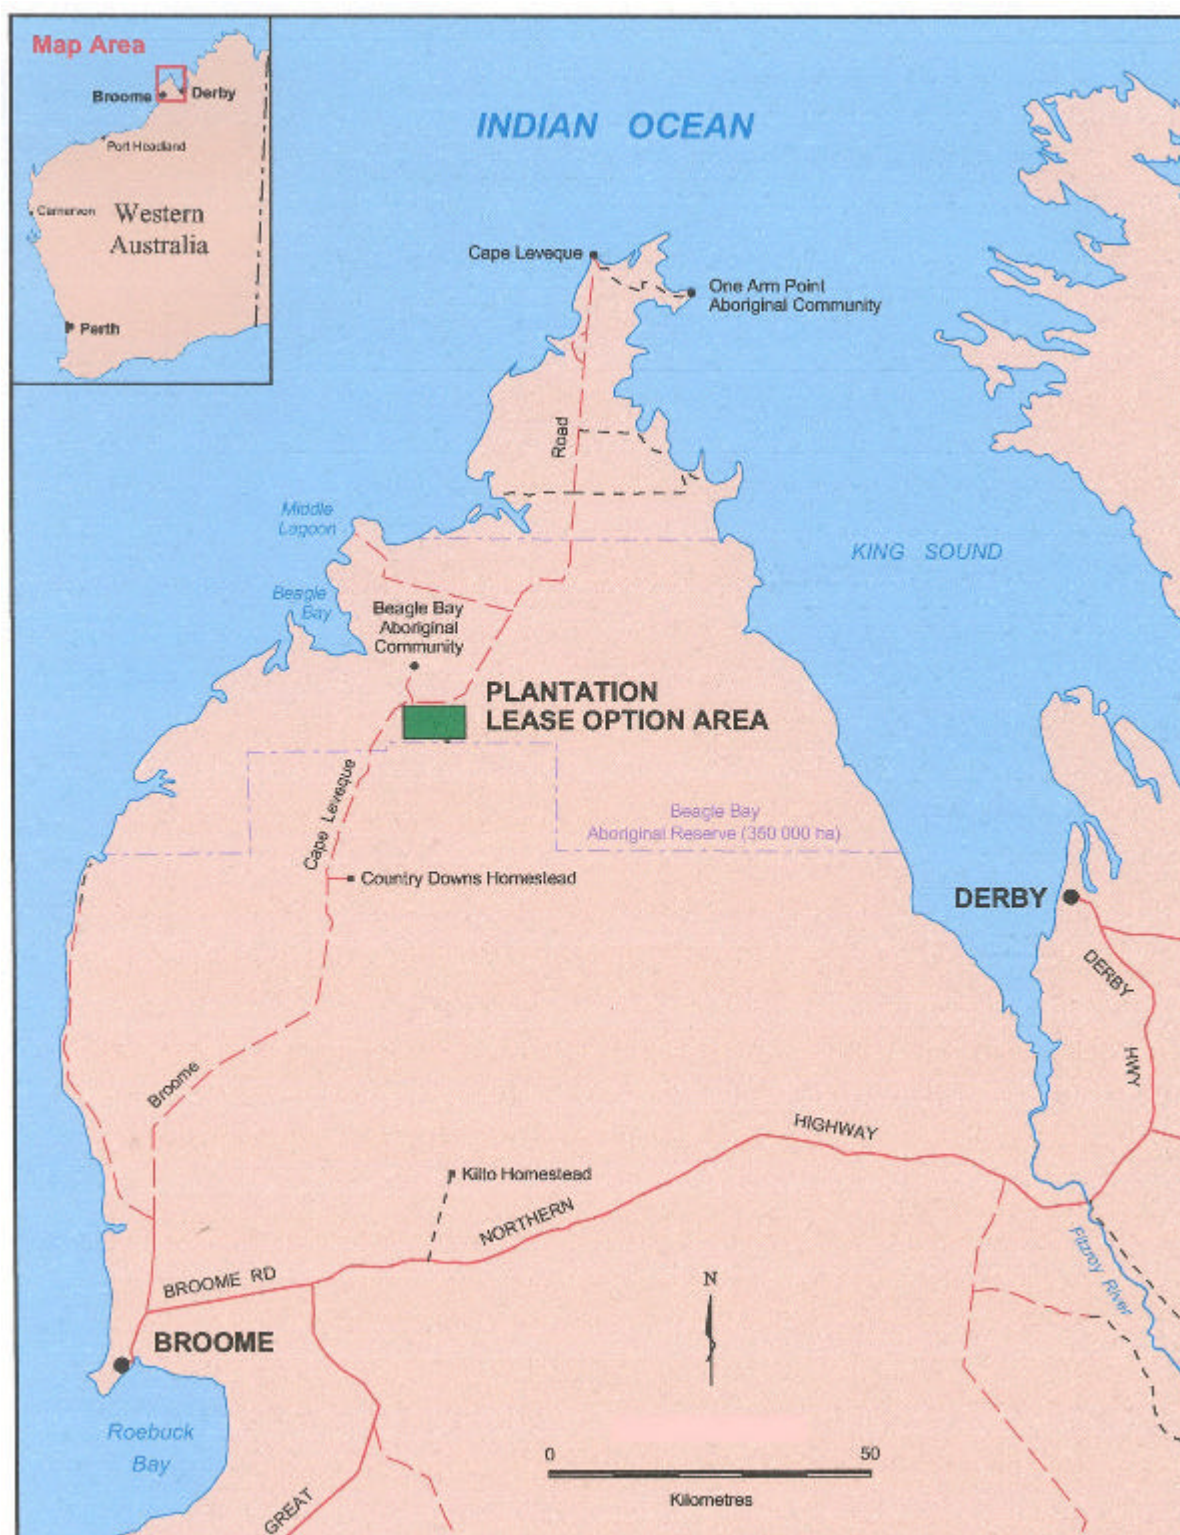 Map Area
Broome
Derby
Port Headland
Carnarvon
Western
Australia
Perth
INDIAN OCEAN
Cape Leveque
One Arm Point
Aboriginal Community
Road
Middle
Lagoon
KING SOUND
Beagle
Bay
Beagle Bay
Aboriginal
Community
PLANTATION
LEASE OPTION AREA
Cape Leveque
Beagle Bay
Aboriginal Reserve (350 000 ha)
Country Downs Homestead
DERBY
DERBY
HWY
Broome
HIGHWAY
Kilto Homestead
NORTHERN
Fitzroy River
BROOME RD
N
BROOME
Roebuck
Bay
0 50
Kilometres
GREAT